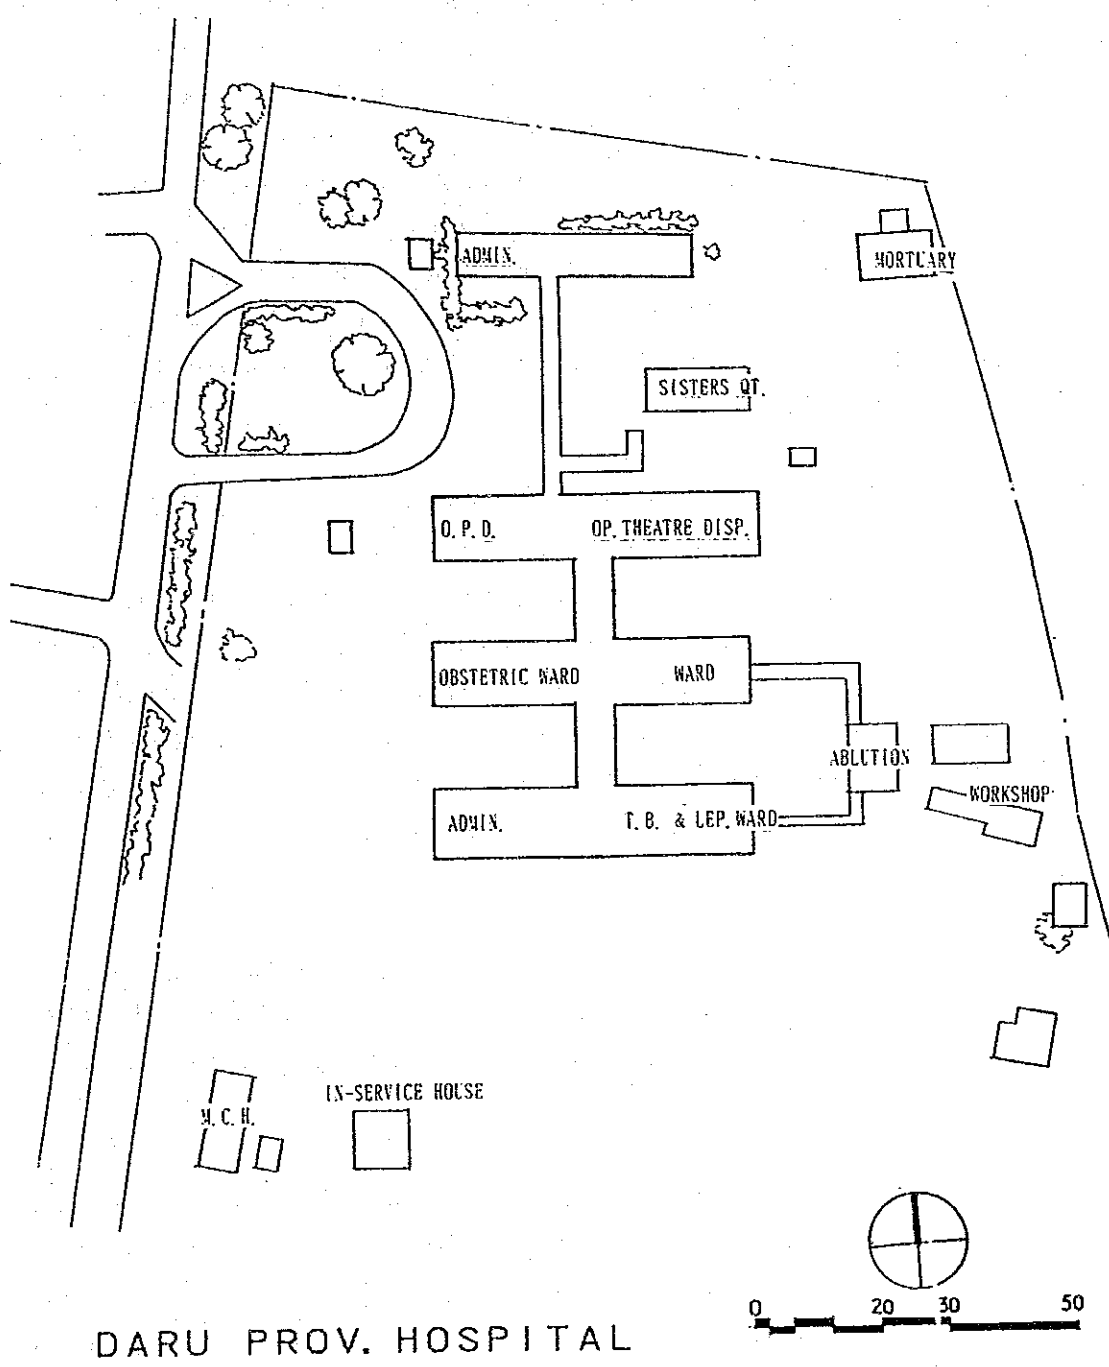 ADMIN.
MORTUARY
SISTERS QT.
O.P.D.
OP. THEATRE DISP.
OBSTETRIC WARD
WARD
ABLUTION
WORKSHOP
ADMIN.
T.B. & LEP. WARD
IN-SERVICE HOUSE
M.C.H.
0 20 30 50
DARU PROV. HOSPITAL